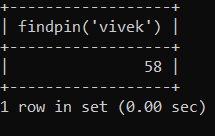 +------------------+
| findpin('vivek') |
+------------------+
|               58 |
+------------------+
1 row in set (0.00 sec)